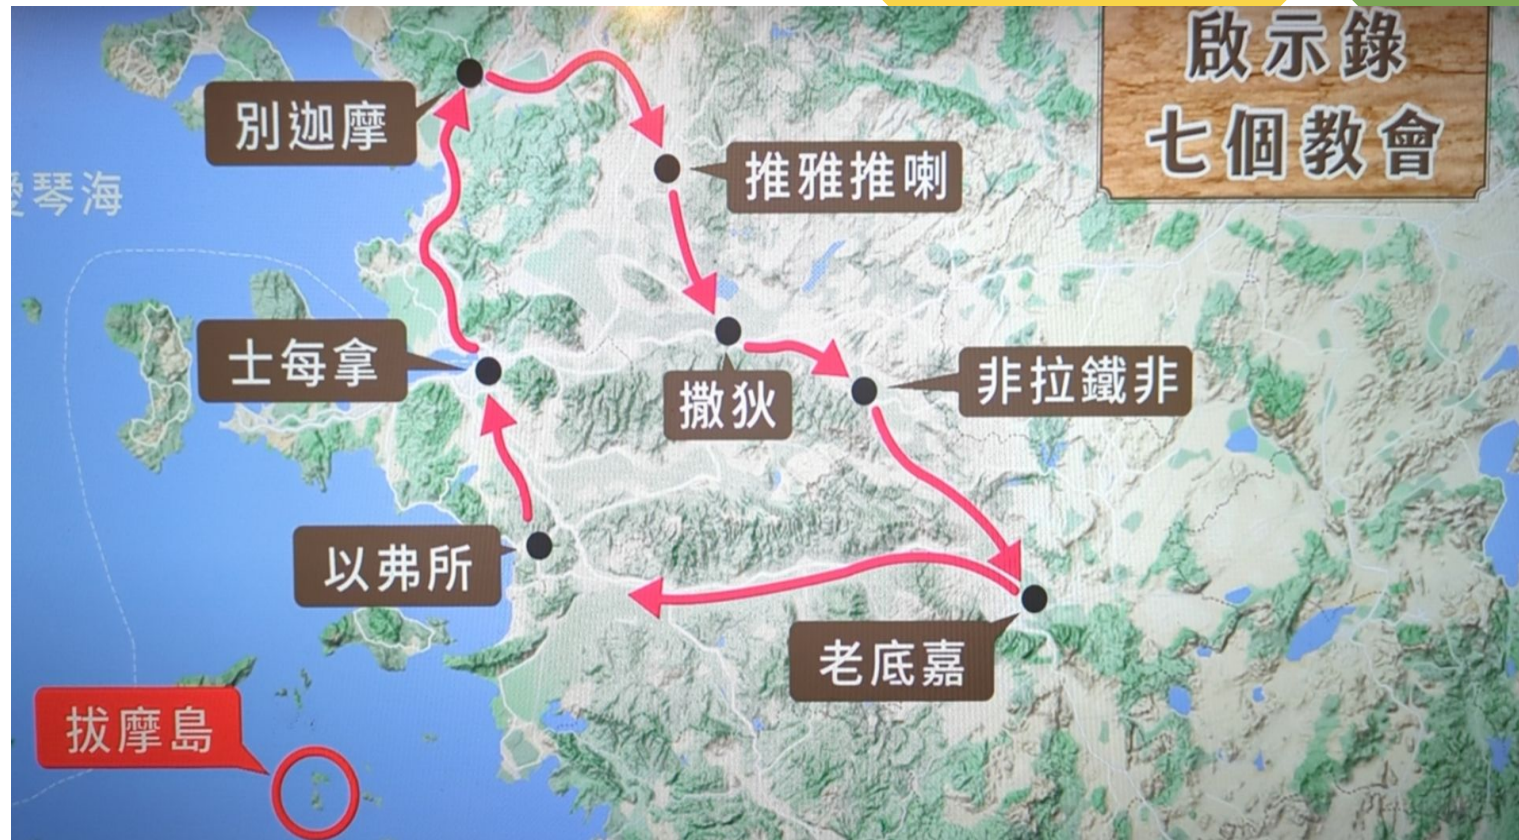 啟示錄
七個教會
別迦摩
推雅推喇
琴海
士每拿
撒狄
非拉鐵非
以弗所
老底嘉
拔摩島